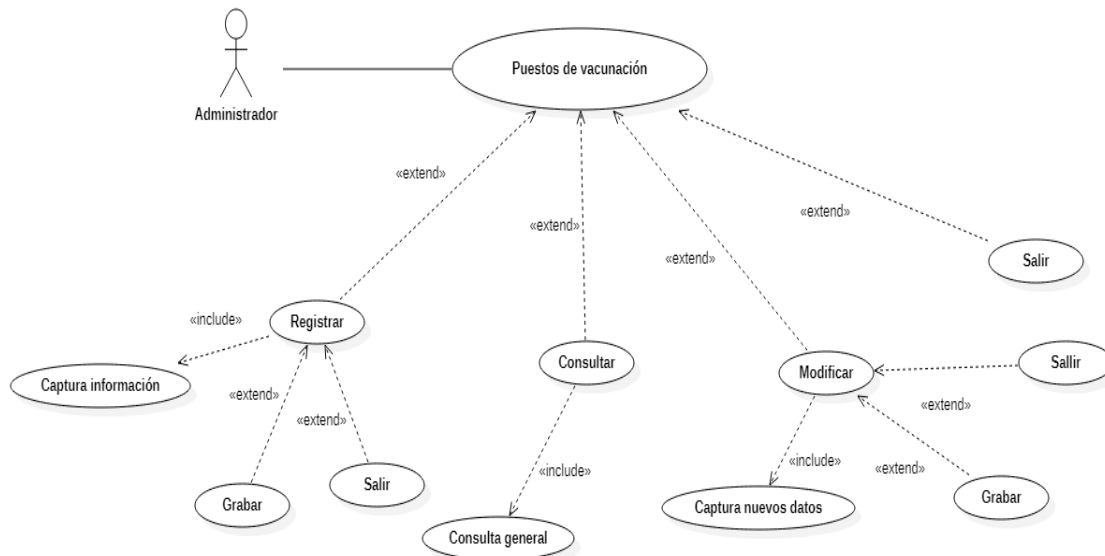 Puestos de vacunación
Administrador
«extend»
«extend»
«extend»
«extend»
Salir
«include»
Registrar
Consultar
Modificar
Sallir
Captura información
«extend»
«extend»
«extend»
«include»
«include»
«extend»
Grabar
Salir
Captura nuevos datos
Grabar
Consulta general